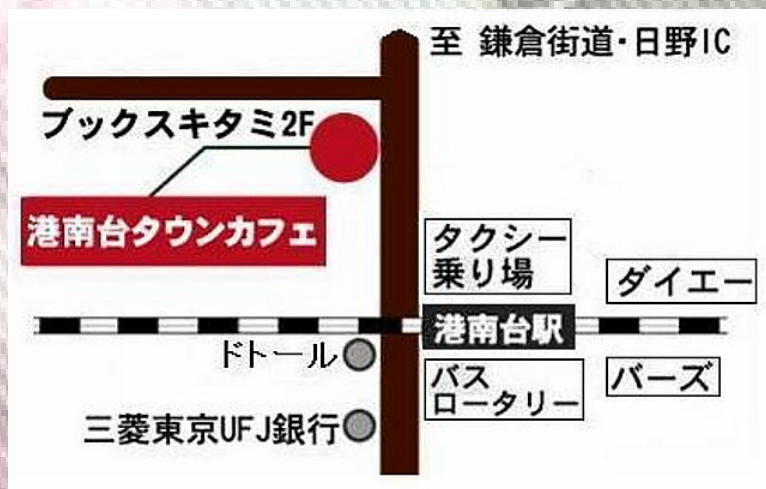 至 鎌倉街道・日野IC
ブックスキタミ2F
港南台タウンカフェ
タクシー
乗り場
ダイエー
港南台駅
ドトール
バス
ロータリー
バーズ
三菱東京UFJ銀行